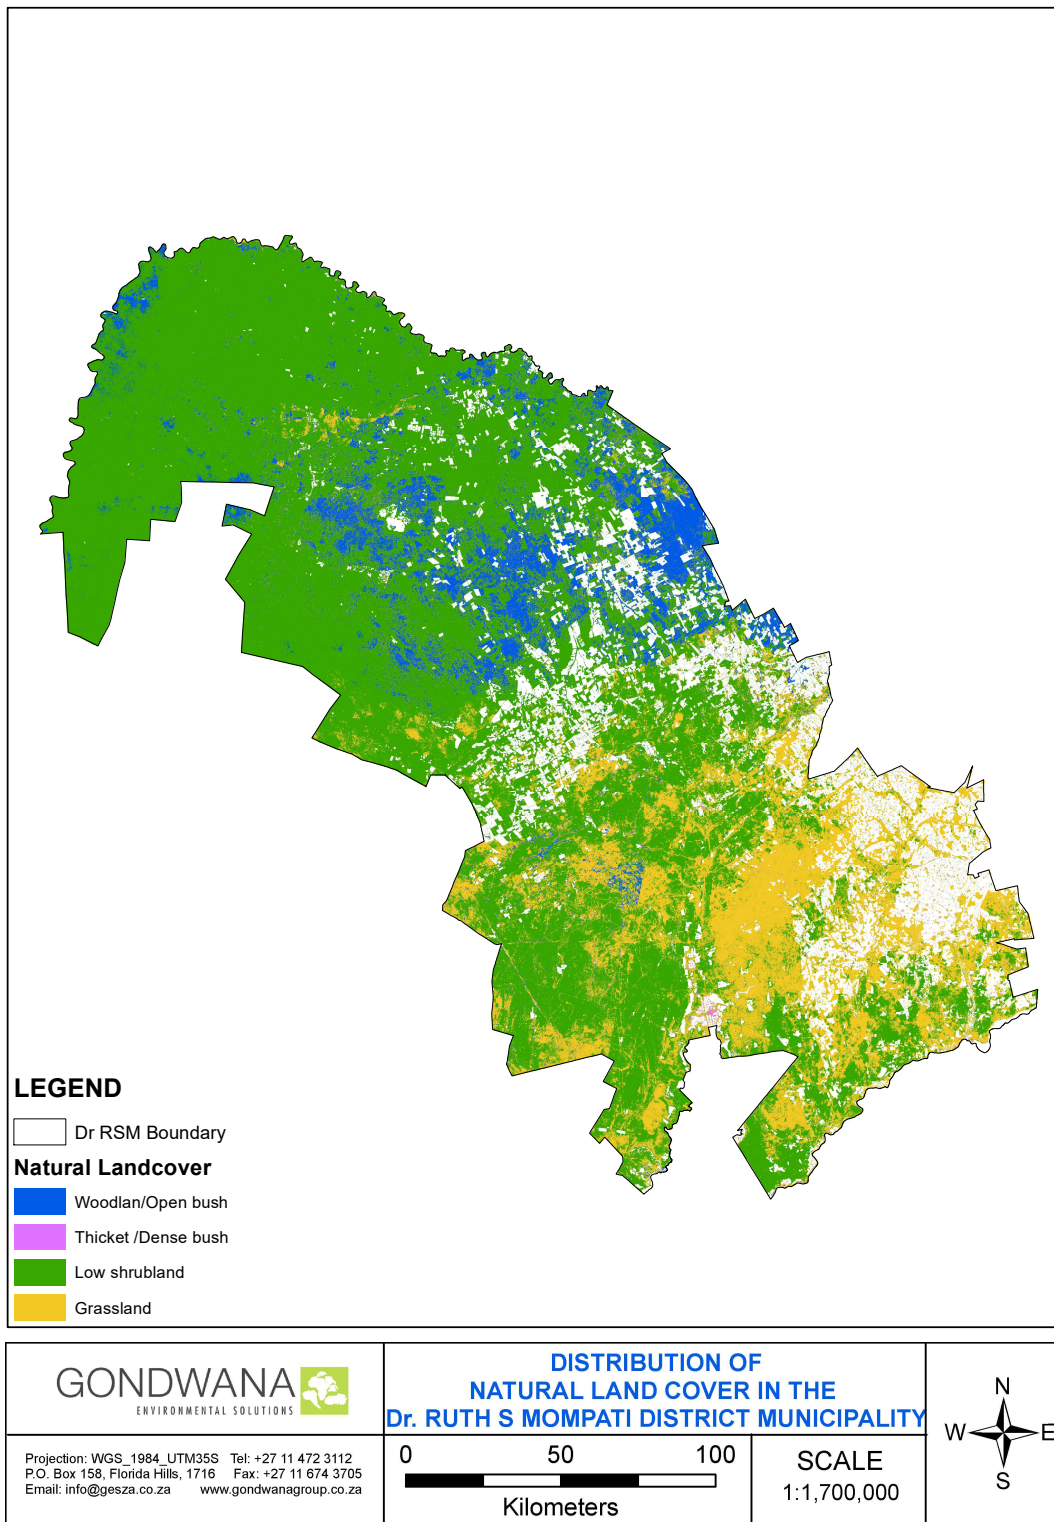 LEGEND
Dr RSM Boundary
Natural Landcover
Woodlan/Open bush
Thicket /Dense bush
Low shrubland
Grassland
GONDWANA
ENVIRONMENTAL SOLUTIONS
Projection: WGS_1984_UTM35S Tel: +27 11 472 3112
P.O. Box 158, Florida Hills, 1716 Fax: +27 11 674 3705
Email: info@gesza.co.za www.gondwanagroup.co.za
DISTRIBUTION OF
NATURAL LAND COVER IN THE
Dr. RUTH S MOMPATI DISTRICT MUNICIPALITY
0 50 100
Kilometers
SCALE
1:1,700,000
N
W E
S